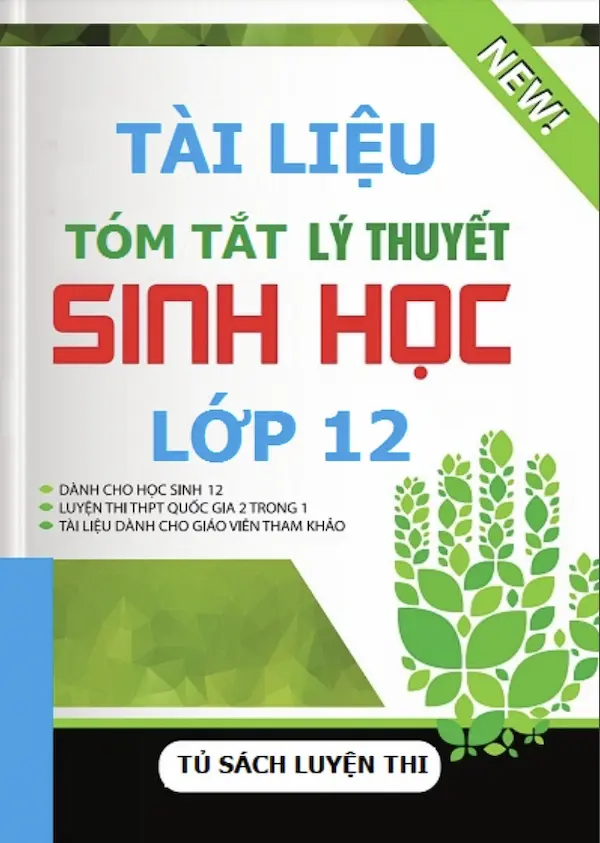 NEW!
TÀI LIỆU
TÓM TẮT LÝ THUYẾT
SINH HỌC
LỚP 12
DÀNH CHO HỌC SINH 12
LUYỆN THI THPT QUỐC GIA 2 TRONG 1
TÀI LIỆU DÀNH CHO GIÁO VIÊN THAM KHẢO
TỦ SÁCH LUYỆN THI